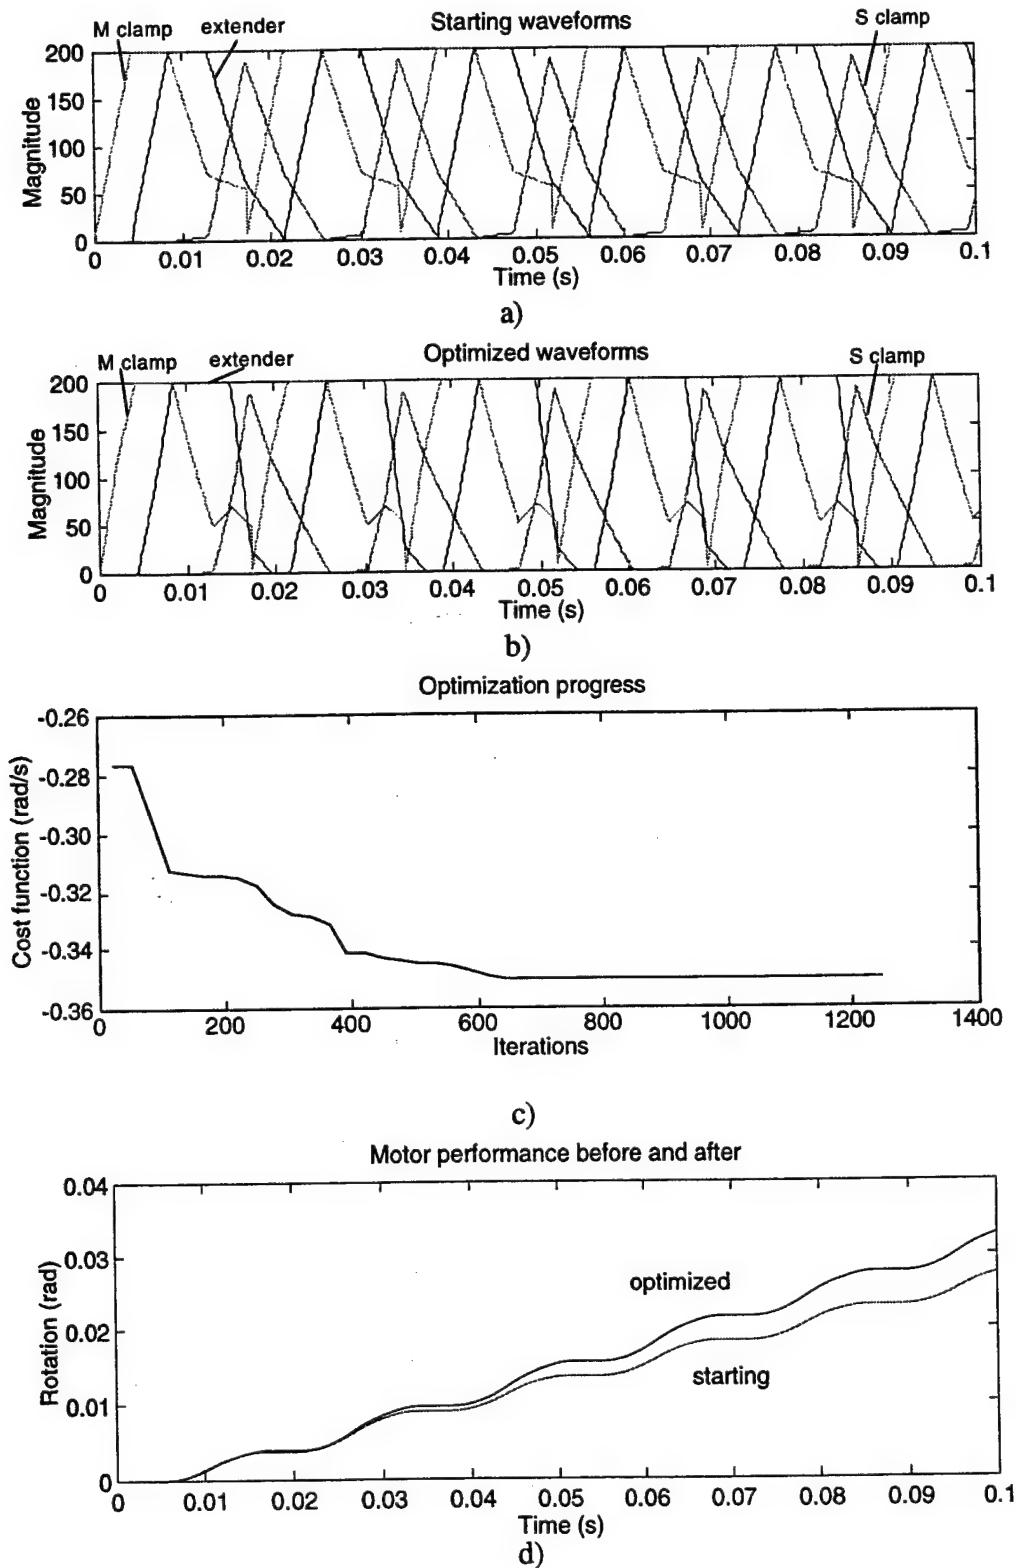 Starting waveforms
M clamp extender S clamp
200
150
100
50
0
Magnitude
0 0.01 0.02 0.03 0.04 0.05 0.06 0.07 0.08 0.09 0.1
Time (s)
a)
Optimized waveforms
M clamp extender S clamp
200
150
100
50
0
Magnitude
0 0.01 0.02 0.03 0.04 0.05 0.06 0.07 0.08 0.09 0.1
Time (s)
b)
Optimization progress
-0.26
-0.28
-0.30
-0.32
-0.34
-0.36
Cost function (rad/s)
0 200 400 600 800 1000 1200 1400
Iterations
c)
Motor performance before and after
0.04
0.03
0.02
0.01
0
Rotation (rad)
optimized
starting
0 0.01 0.02 0.03 0.04 0.05 0.06 0.07 0.08 0.09 0.1
Time (s)
d)